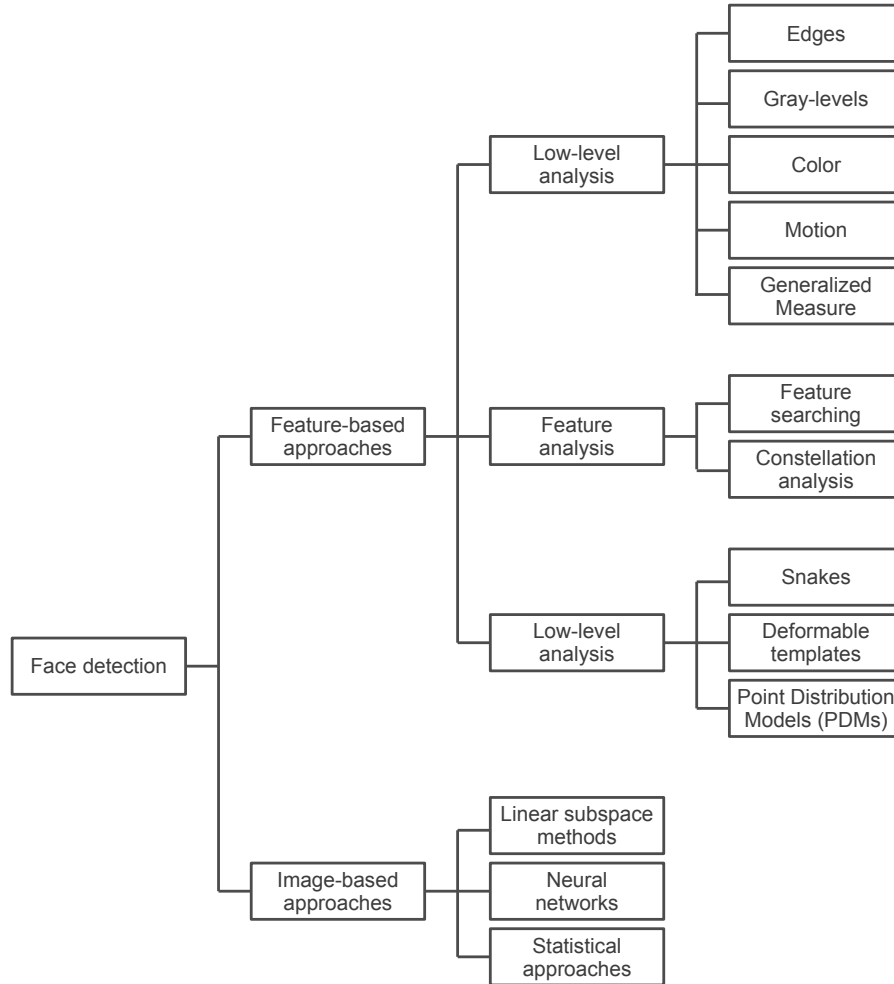 Edges
Gray-levels
Low-level
analysis
Color
Motion
Generalized
Measure
Feature-based
approaches
Feature
analysis
Feature
searching
Constellation
analysis
Snakes
Low-level
analysis
Deformable
templates
Point Distribution
Models (PDMs)
Face detection
Linear subspace
methods
Image-based
approaches
Neural
networks
Statistical
approaches